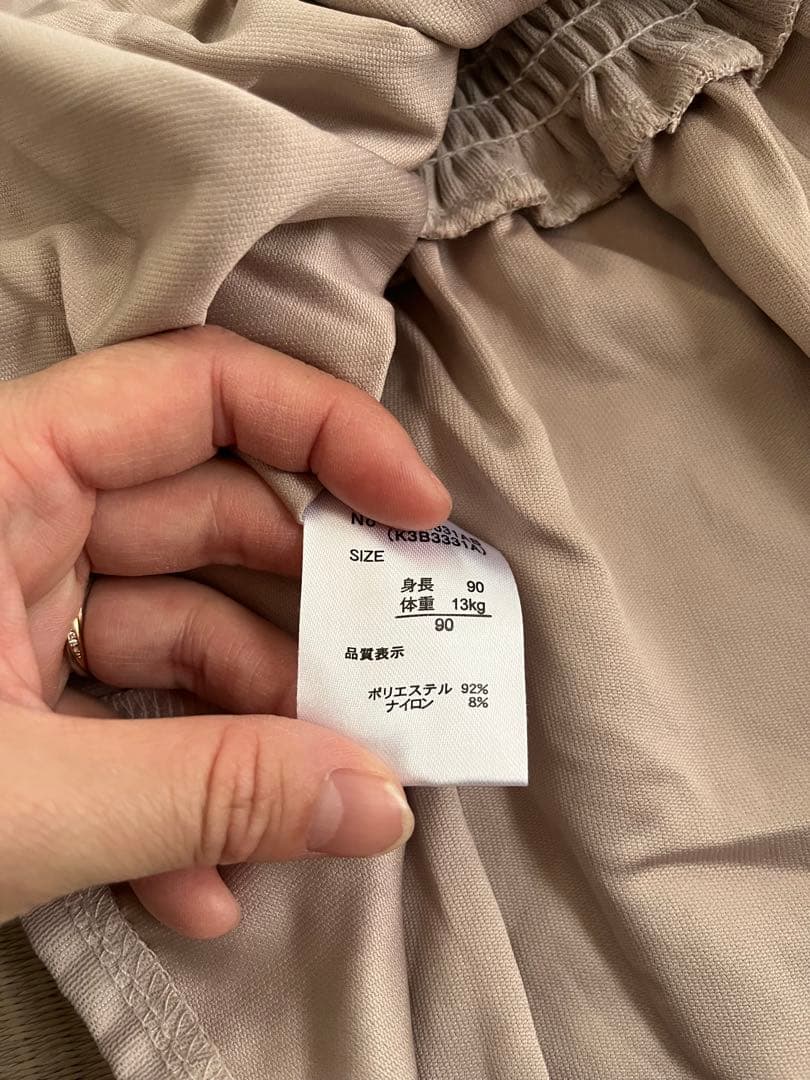 No
(K3B3331A)
SIZE
身長 90
体重 13kg
90
品質表示
ポリエステル 92%
ナイロン 8%